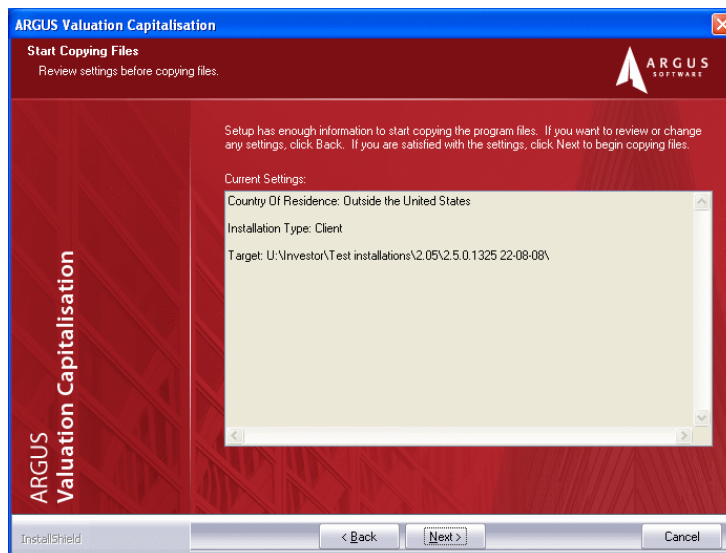 ARGUS Valuation Capitalisation
Start Copying Files
Review settings before copying files.
ARGUS
SOFTWARE
Setup has enough information to start copying the program files. If you want to review or change
any settings, click Back. If you are satisfied with the settings, click Next to begin copying files.
Current Settings:
Country Of Residence: Outside the United States
Installation Type: Client
Target: U:\Investor\Test installations\2.05\2.5.0.1325 22-08-08\
ARGUS
Valuation Capitalisation
InstallShield
< Back
Next >
Cancel